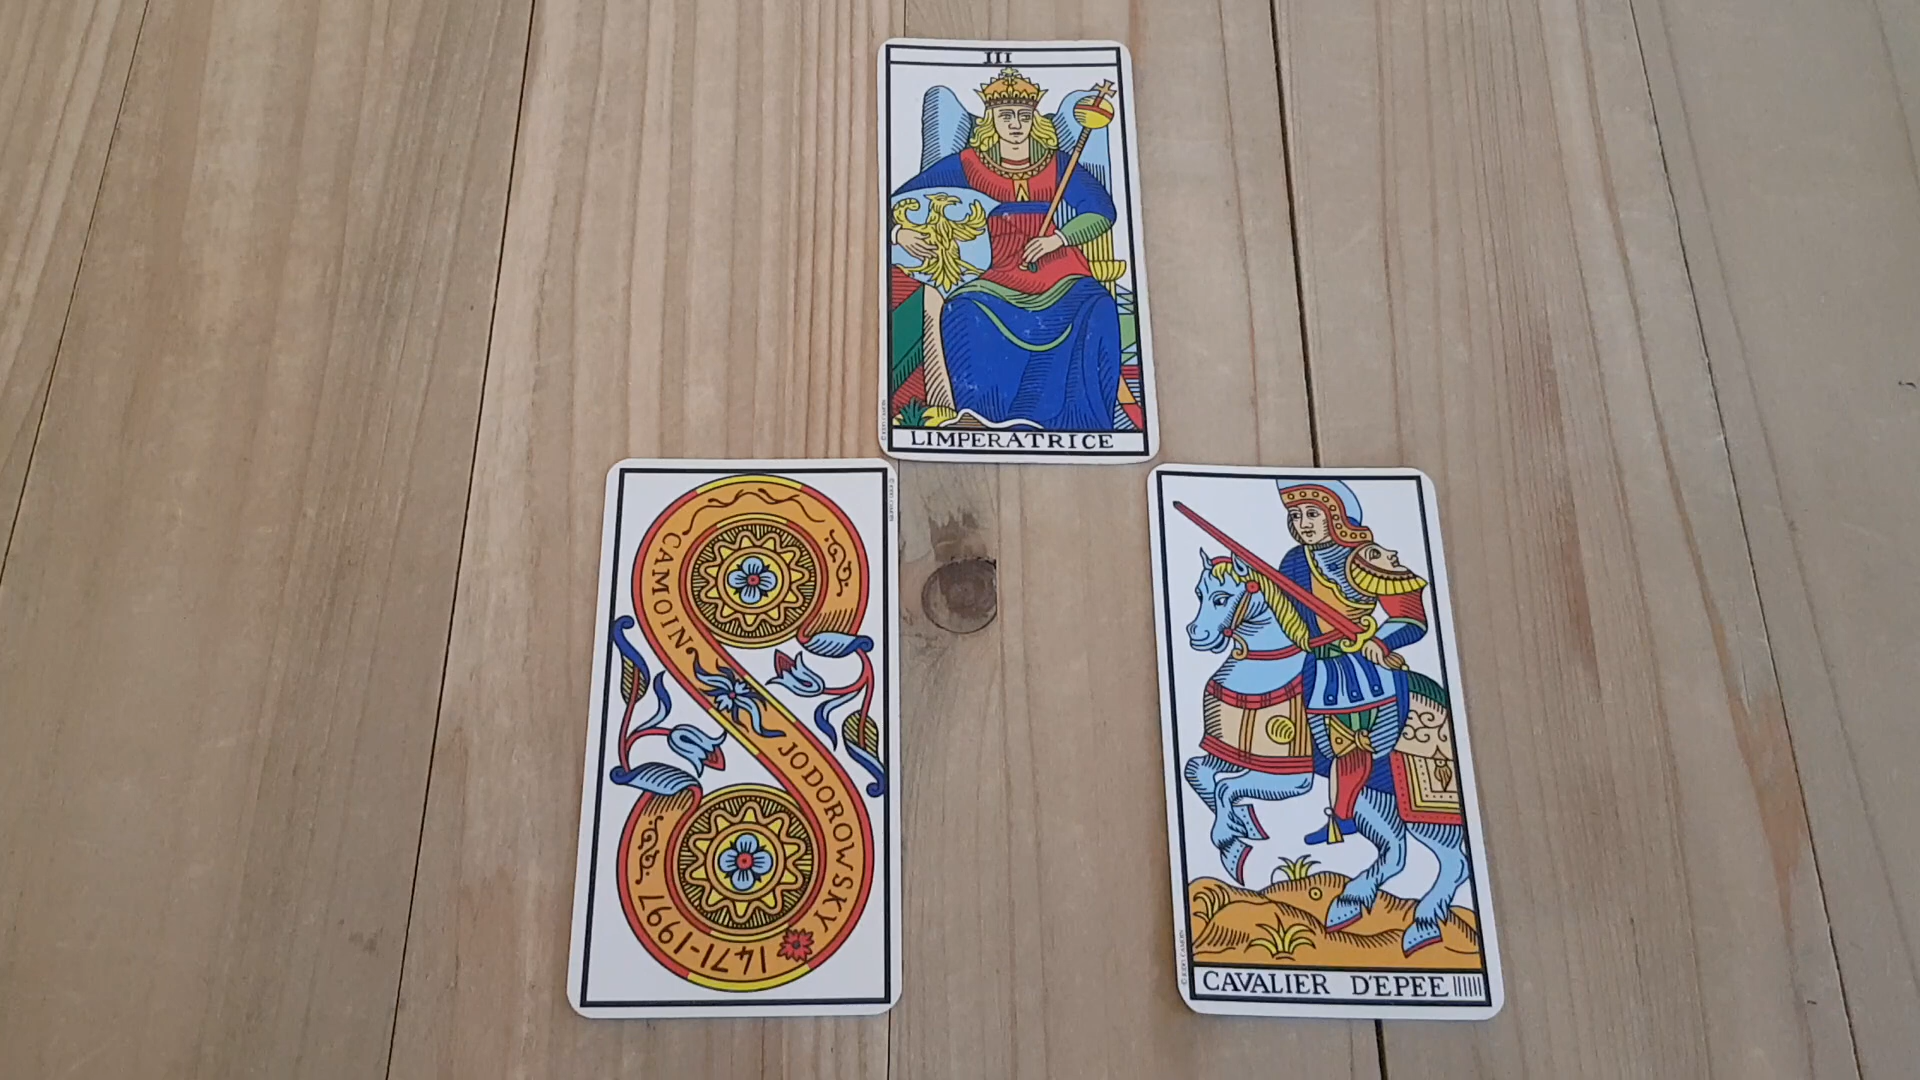 III
LIMPERATRICE
CAMOIN
JODOROWSKY
1471-1997
CAVALIER D'EPEE